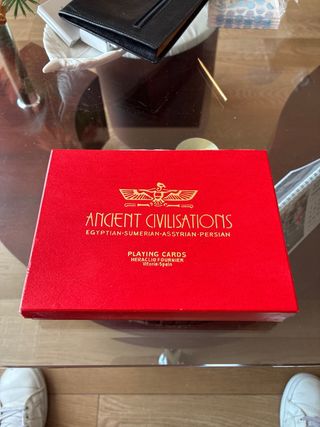 ANCIENT CIVILISATIONS
EGYPTIAN-SUMERIAN-ASSYRIAN-PERSIAN
PLAYING CARDS
HERACLIO FOURNIER
Vitoria-Spain